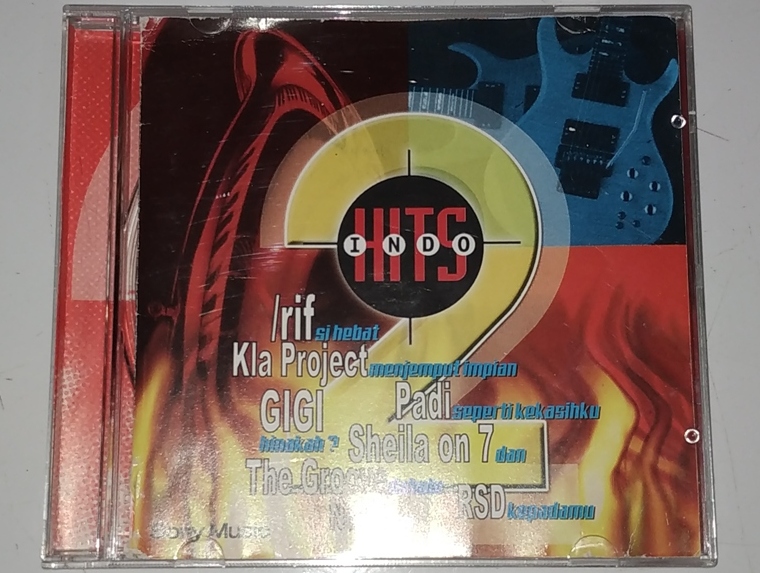 HITS
INDO
2
/rif si hebat
Kla Project menjemput impian
GIGI Padi seperti kekasihku
hinakah ? Sheila on 7 dan
The Groove
RSD kepadamu
Sony Music